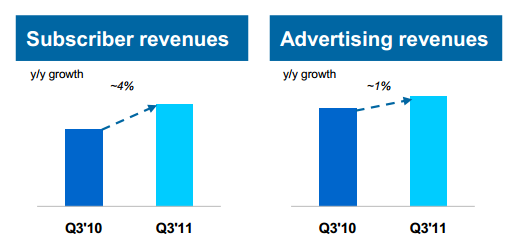 Subscriber revenues
y/y growth
~4%
Q3'10 Q3'11
Advertising revenues
y/y growth
~1%
Q3'10 Q3'11